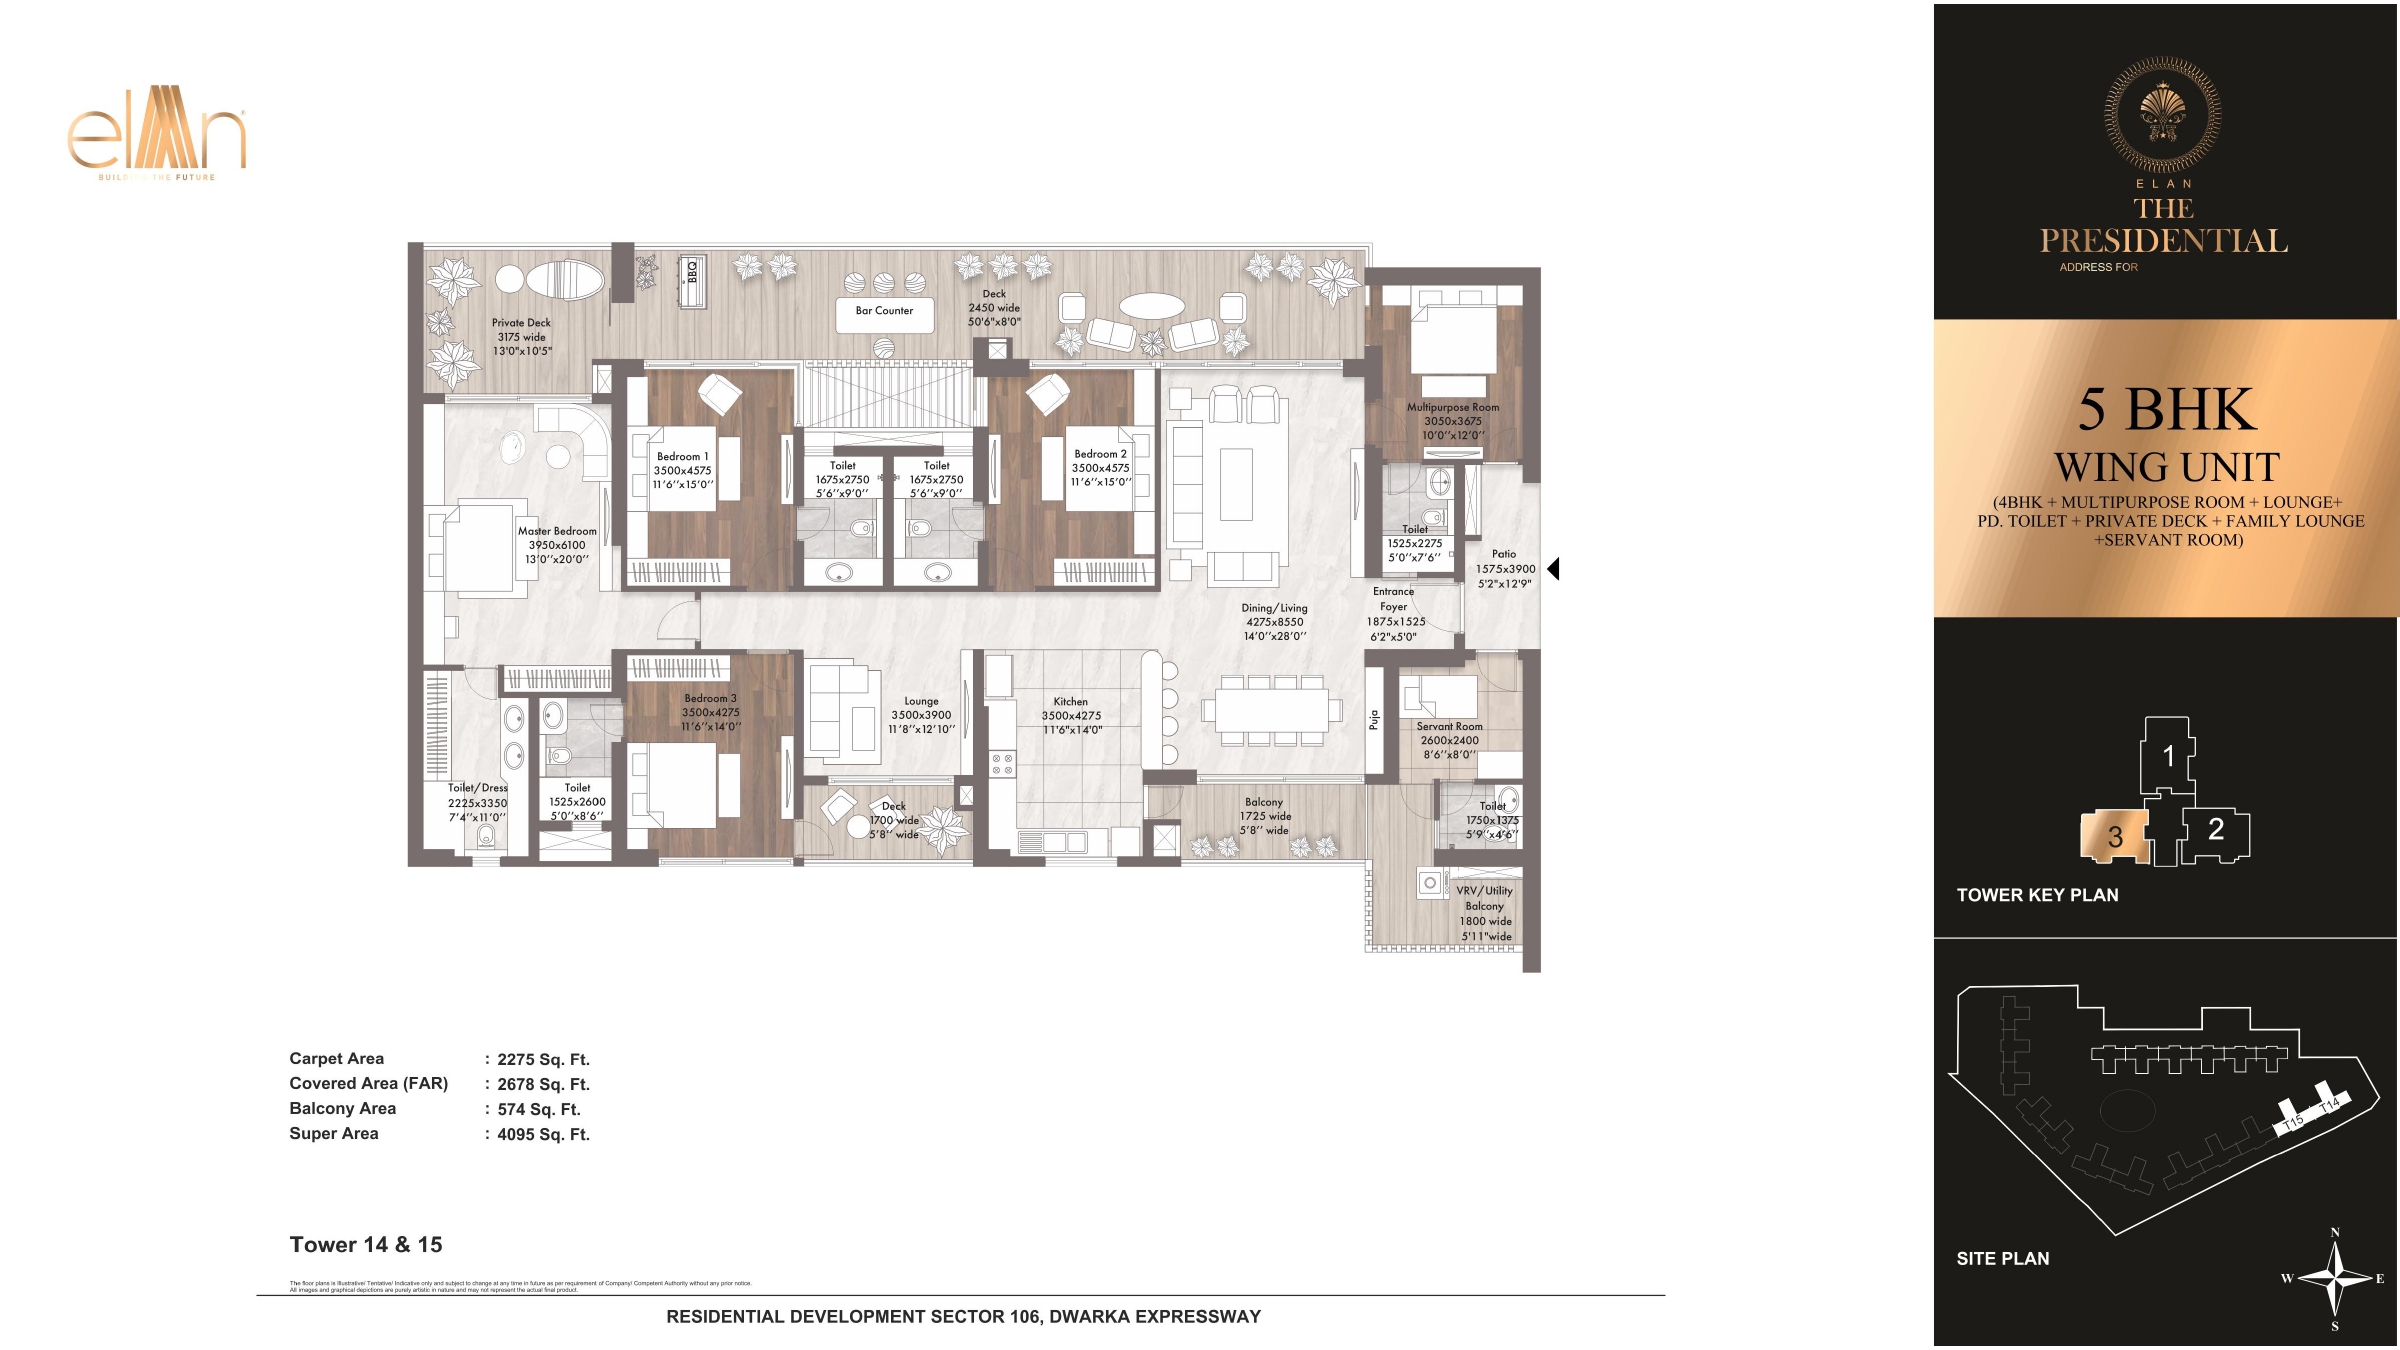 elan
BUILDING THE FUTURE
Private Deck
3175 wide
13'0"x10'5"
BBQ
Bar Counter
Deck
2450 wide
50'6"x8'0"
Multipurpose Room
3050x3675
10'0''x12'0''
Bedroom 1
3500x4575
11'6''x15'0''
Toilet
1675x2750
5'6''x9'0''
Toilet
1675x2750
5'6''x9'0''
Bedroom 2
3500x4575
11'6''x15'0''
Master Bedroom
3950x6100
13'0''x20'0''
Toilet
1525x2275
5'0''x7'6''
Patio
1575x3900
5'2"x12'9"
Entrance
Foyer
1875x1525
6'2"x5'0"
Dining/Living
4275x8550
14'0''x28'0''
Bedroom 3
3500x4275
11'6''x14'0''
Lounge
3500x3900
11'8''x12'10''
Kitchen
3500x4275
11'6"x14'0"
Puja
Servant Room
2600x2400
8'6''x8'0''
Toilet/Dress
2225x3350
7'4''x11'0''
Toilet
1525x2600
5'0''x8'6''
Deck
1700 wide
5'8'' wide
Balcony
1725 wide
5'8'' wide
Toilet
1750x1375
5'9''x4'6''
VRV/Utility
Balcony
1800 wide
5'11"wide
Carpet Area : 2275 Sq. Ft.
Covered Area (FAR) : 2678 Sq. Ft.
Balcony Area : 574 Sq. Ft.
Super Area : 4095 Sq. Ft.
Tower 14 & 15
The floor plans is Illustrative/ Tentative/ Indicative only and subject to change at any time in future as per requirement of Company/ Competent Authority without any prior notice.
All images and graphical depictions are purely artistic in nature and may not represent the actual final product.
RESIDENTIAL DEVELOPMENT SECTOR 106, DWARKA EXPRESSWAY
ELAN
THE
PRESIDENTIAL
ADDRESS FOR
5 BHK
WING UNIT
(4BHK + MULTIPURPOSE ROOM + LOUNGE+
PD. TOILET + PRIVATE DECK + FAMILY LOUNGE
+SERVANT ROOM)
1
2
3
TOWER KEY PLAN
T14
T15
SITE PLAN
N
W
E
S